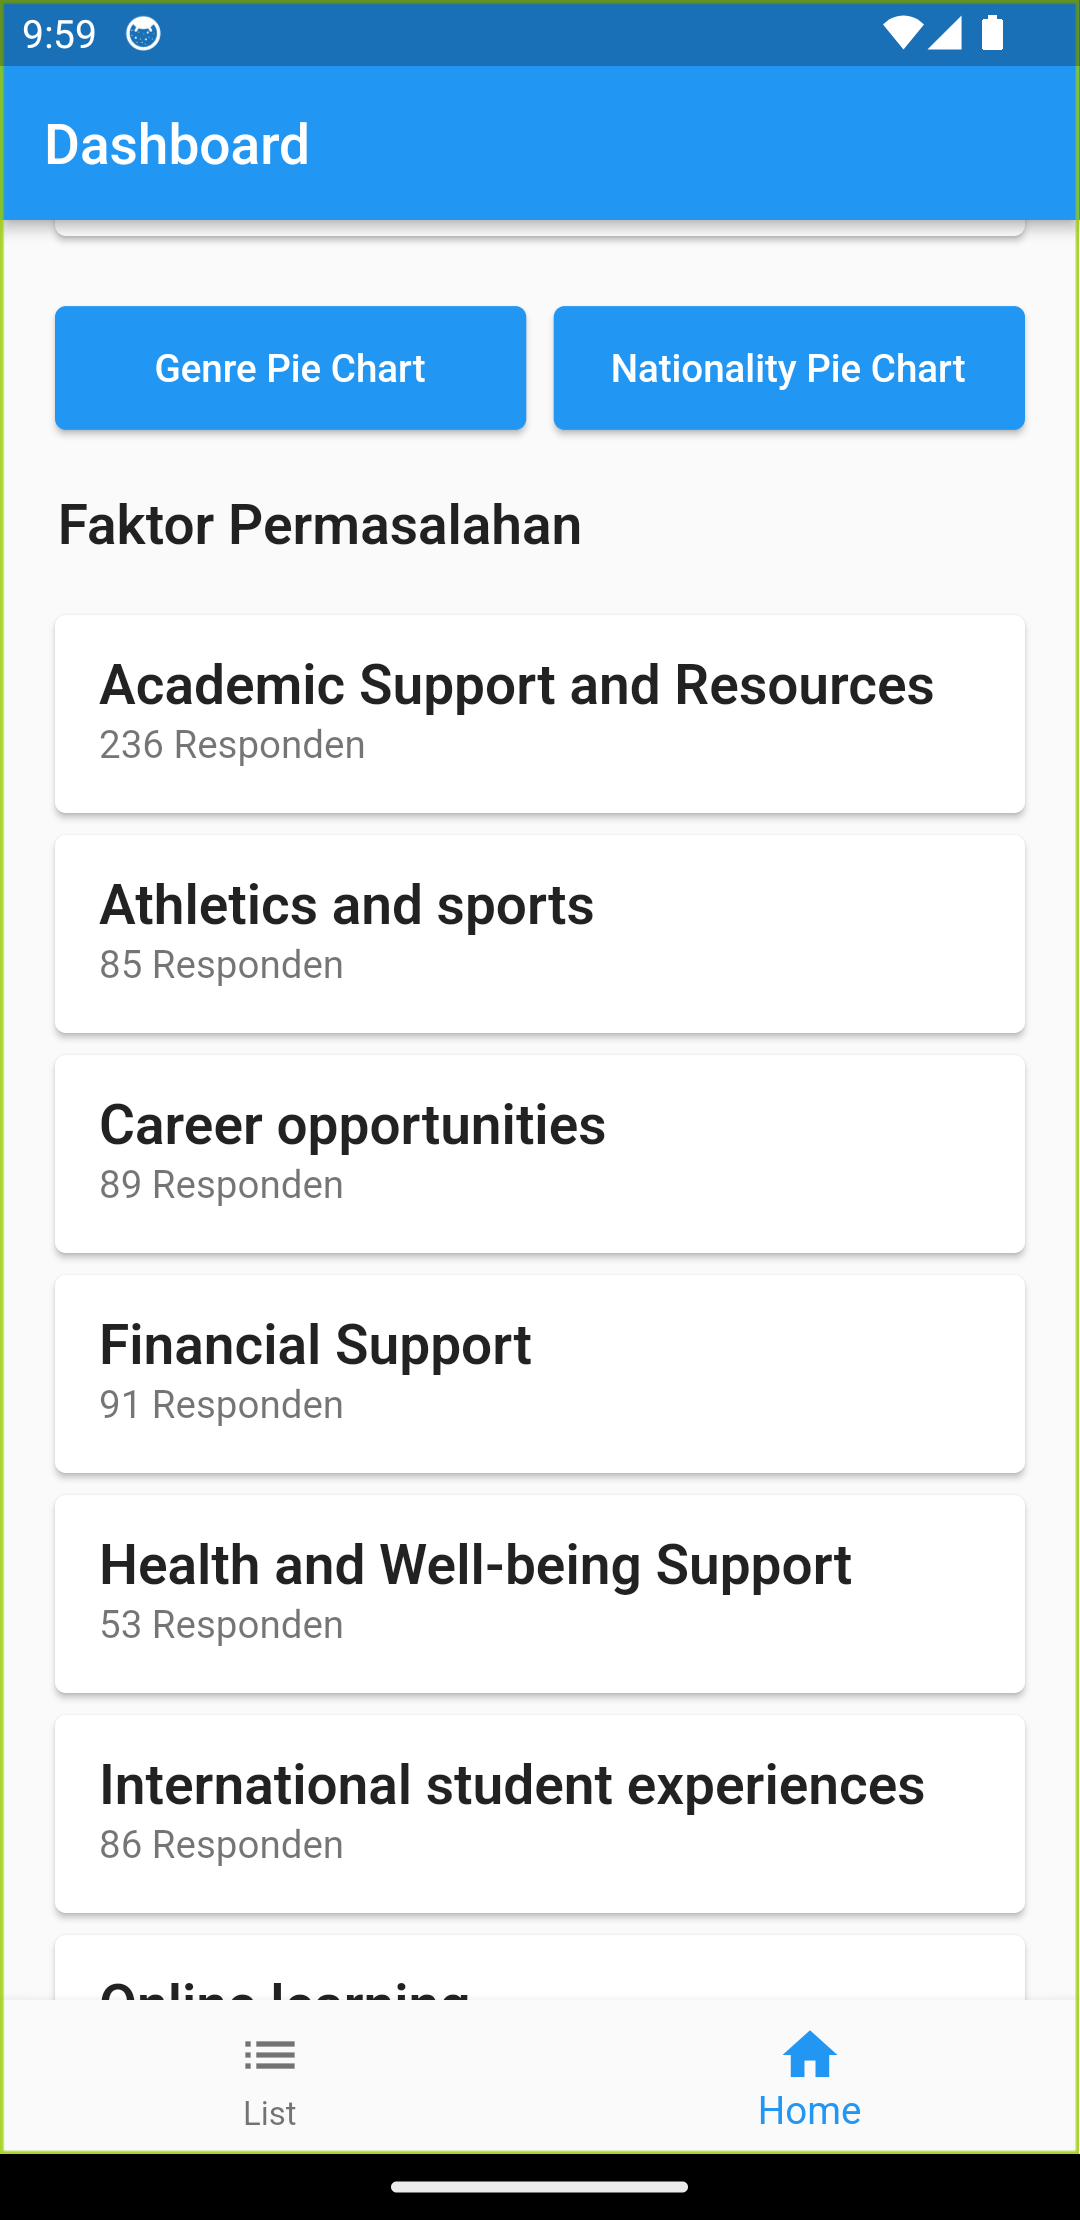 9:59
Dashboard
Genre Pie Chart
Nationality Pie Chart
Faktor Permasalahan
Academic Support and Resources
236 Responden
Athletics and sports
85 Responden
Career opportunities
89 Responden
Financial Support
91 Responden
Health and Well-being Support
53 Responden
International student experiences
86 Responden
Online learning
List
Home